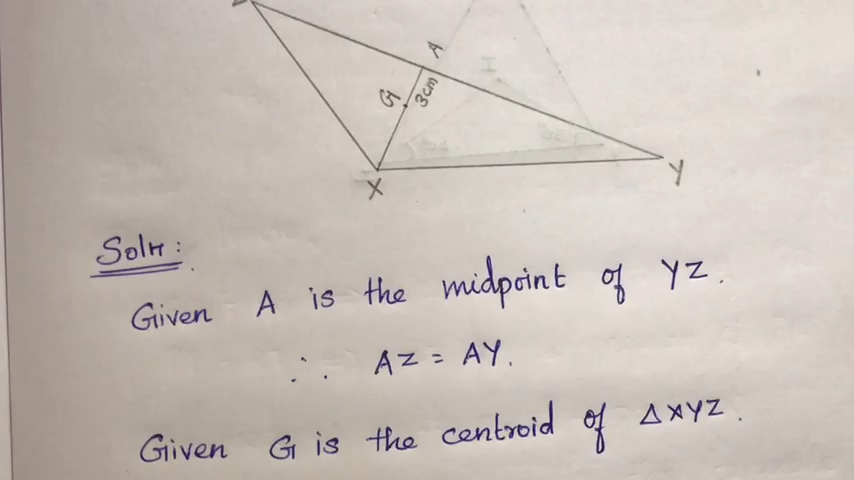 A
G
3cm
X
Y
Soln:
Given A is the midpoint of YZ.
∴ AZ = AY.
Given G is the centroid of ΔXYZ.